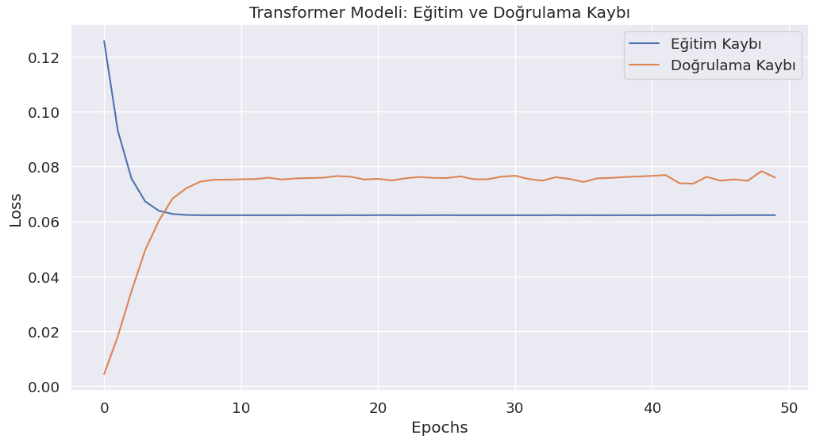 Transformer Modeli: Eğitim ve Doğrulama Kaybı
Eğitim Kaybı
Doğrulama Kaybı
0.12
0.10
0.08
0.06
0.04
0.02
0.00
Loss
0 10 20 30 40 50
Epochs